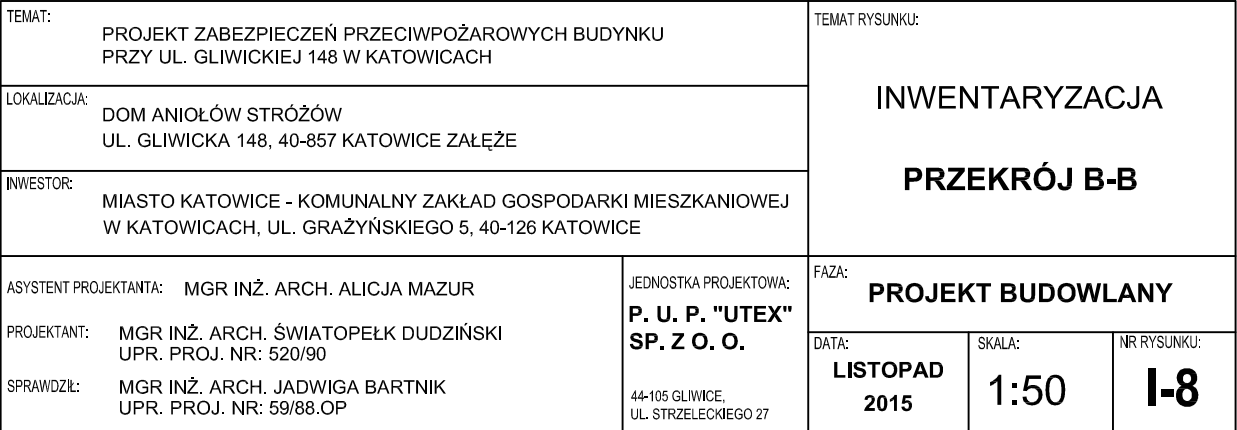 TEMAT:
PROJEKT ZABEZPIECZEŃ PRZECIWPOŻAROWYCH BUDYNKU
PRZY UL. GLIWICKIEJ 148 W KATOWICACH
LOKALIZACJA:
DOM ANIOŁÓW STRÓŻÓW
UL. GLIWICKA 148, 40-857 KATOWICE ZAŁĘŻE
INWESTOR:
MIASTO KATOWICE - KOMUNALNY ZAKŁAD GOSPODARKI MIESZKANIOWEJ
W KATOWICACH, UL. GRAŻYŃSKIEGO 5, 40-126 KATOWICE
TEMAT RYSUNKU:
INWENTARYZACJA
PRZEKRÓJ B-B
ASYSTENT PROJEKTANTA: MGR INŻ. ARCH. ALICJA MAZUR
PROJEKTANT: MGR INŻ. ARCH. ŚWIATOPEŁK DUDZIŃSKI
UPR. PROJ. NR: 520/90
SPRAWDZIŁ: MGR INŻ. ARCH. JADWIGA BARTNIK
UPR. PROJ. NR: 59/88.OP
JEDNOSTKA PROJEKTOWA:
P. U. P. "UTEX"
SP. Z O. O.
44-105 GLIWICE,
UL. STRZELECKIEGO 27
FAZA:
PROJEKT BUDOWLANY
DATA:
LISTOPAD
2015
SKALA:
1:50
NR RYSUNKU:
I-8